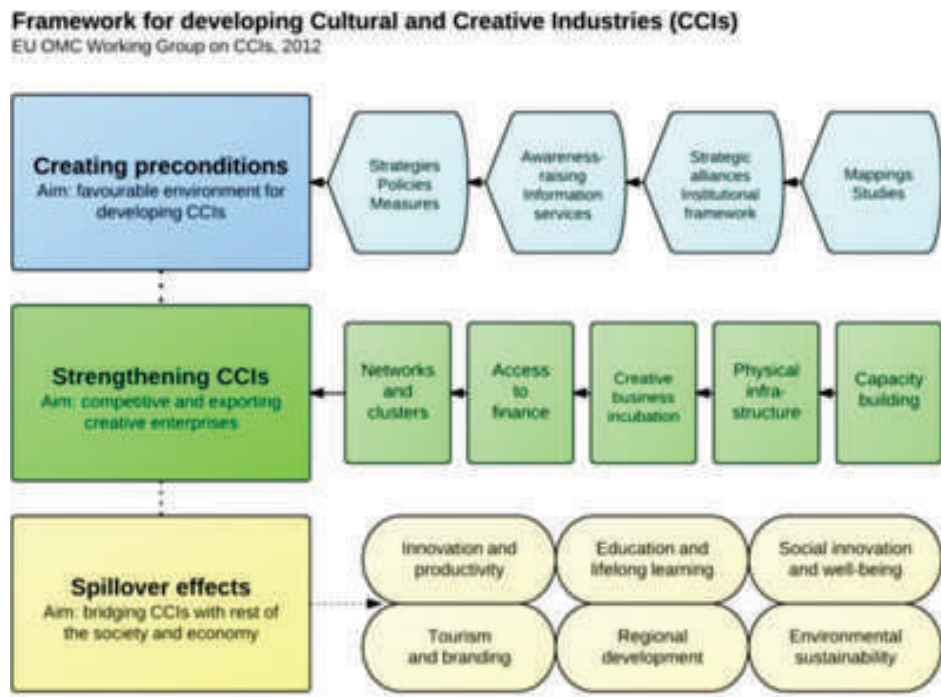 Framework for developing Cultural and Creative Industries (CCIs)
EU OMC Working Group on CCIs, 2012
Creating preconditions
Aim: favourable environment for
developing CCIs
Strategies
Policies
Measures
Awareness-
raising
Information
services
Strategic
alliances
Institutional
framework
Mappings
Studies
Strengthening CCIs
Aim: competitive and exporting
creative enterprises
Networks
and
clusters
Access
to
finance
Creative
business
incubation
Physical
infra-
structure
Capacity
building
Spillover effects
Aim: bridging CCIs with rest of
the society and economy
Innovation and
productivity
Education and
lifelong learning
Social innovation
and well-being
Tourism
and branding
Regional
development
Environmental
sustainability